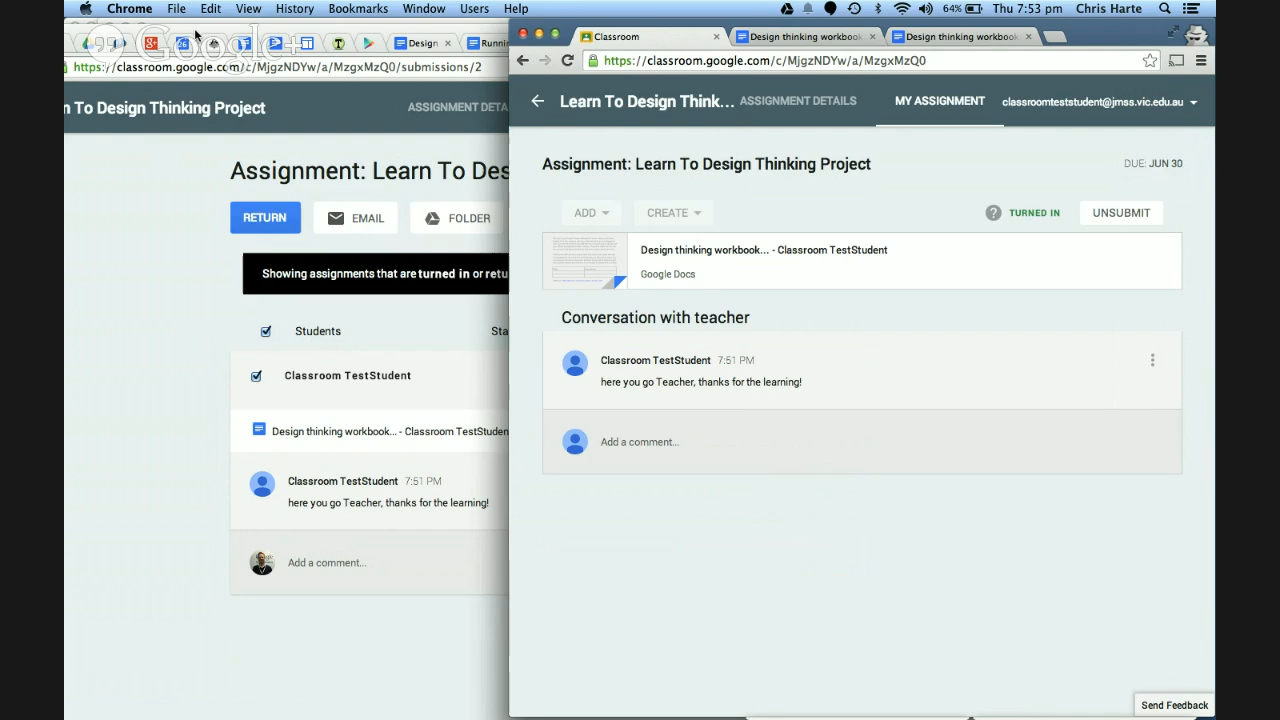 Chrome File Edit View History Bookmarks Window Users Help 64% Thu 7:53 pm Chris Harte
Google+
Design
Runnin
https://classroom.google.com/c/MjgzNDYw/a/MzgxMzQ0/submissions/2
n To Design Thinking Project
ASSIGNMENT DETA
Assignment: Learn To Des
RETURN
EMAIL
FOLDER
Showing assignments that are turned in or retu
Students
Sta
Classroom TestStudent
Design thinking workbook... - Classroom TestStuden
Classroom TestStudent 7:51 PM
here you go Teacher, thanks for the learning!
Add a comment...
Classroom
Design thinking workbook
Design thinking workbook
https://classroom.google.com/c/MjgzNDYw/a/MzgxMzQ0
Learn To Design Think...
ASSIGNMENT DETAILS
MY ASSIGNMENT
classroomteststudent@jmss.vic.edu.au
Assignment: Learn To Design Thinking Project
DUE: JUN 30
ADD
CREATE
TURNED IN
UNSUBMIT
Design thinking workbook... - Classroom TestStudent
Google Docs
Conversation with teacher
Classroom TestStudent 7:51 PM
here you go Teacher, thanks for the learning!
Add a comment...
Send Feedback